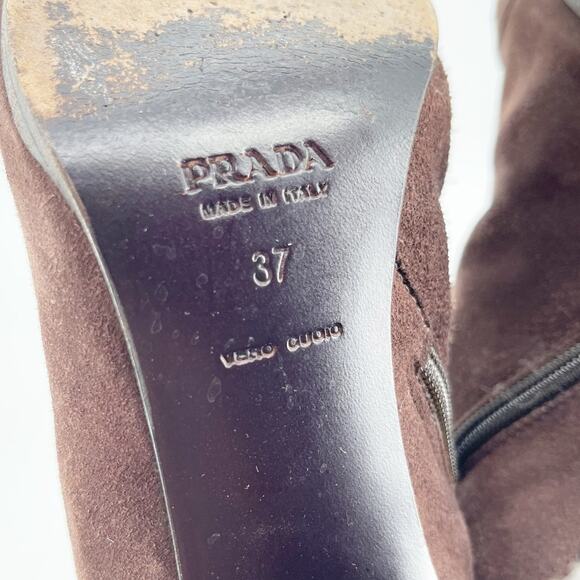 PRADA
MADE IN ITALY
37
VERO CUOIO